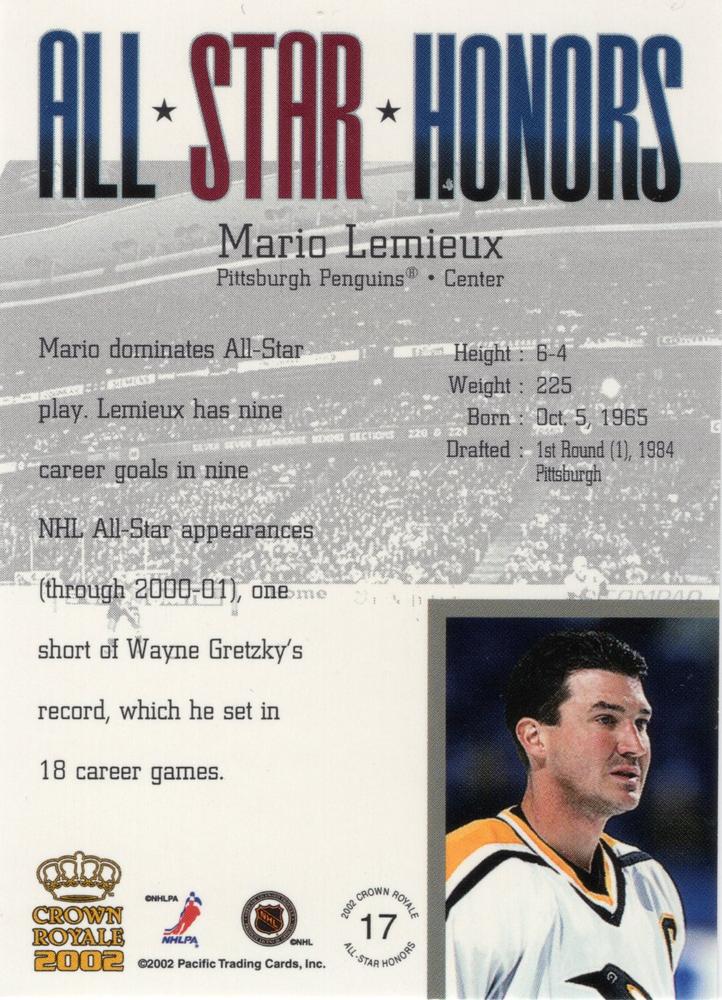 ALL ★ STAR ★ HONORS
Mario Lemieux
Pittsburgh Penguins® • Center
Mario dominates All-Star
play. Lemieux has nine
career goals in nine
NHL All-Star appearances
(through 2000-01), one
short of Wayne Gretzky's
record, which he set in
18 career games.
Height : 6-4
Weight : 225
Born : Oct. 5, 1965
Drafted : 1st Round (1), 1984
Pittsburgh
CROWN
ROYALE
2002
©NHLPA
NHLPA
NHL
©NHL
©2002 Pacific Trading Cards, Inc.
2002 CROWN ROYALE
17
ALL-STAR HONORS
C
SIEMENS
COMPAQ